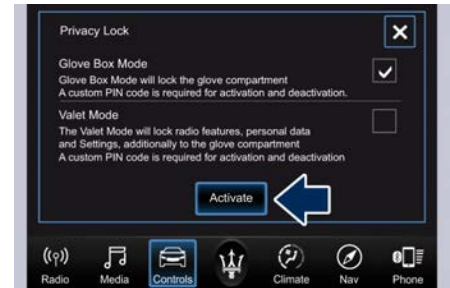 Privacy Lock
Glove Box Mode
Glove Box Mode will lock the glove compartment
A custom PIN code is required for activation and deactivation.
Valet Mode
The Valet Mode will lock radio features, personal data
and Settings, additionally to the glove compartment
A custom PIN code is required for activation and deactivation
Activate
Radio Media Controls Climate Nav Phone